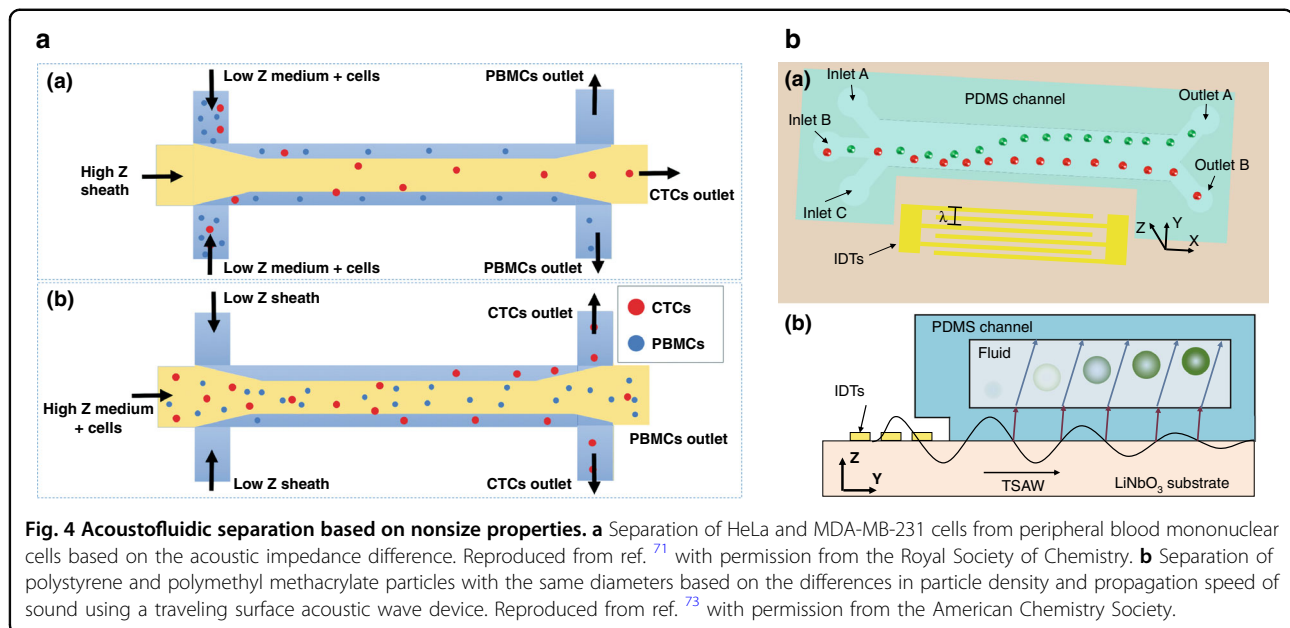 a
(a)
Low Z medium + cells
PBMCs outlet
High Z
sheath
CTCs outlet
Low Z medium + cells
PBMCs outlet
(b)
Low Z sheath
CTCs outlet
CTCs
PBMCs
High Z medium
+ cells
PBMCs outlet
Low Z sheath
CTCs outlet
b
(a)
Inlet A
PDMS channel
Outlet A
Inlet B
Outlet B
Inlet C
λ
Z
Y
X
IDTs
(b)
PDMS channel
Fluid
IDTs
Z
Y
TSAW
LiNbO3 substrate
Fig. 4 Acoustofluidic separation based on nonsize properties. a Separation of HeLa and MDA-MB-231 cells from peripheral blood mononuclear
cells based on the acoustic impedance difference. Reproduced from ref. 71 with permission from the Royal Society of Chemistry. b Separation of
polystyrene and polymethyl methacrylate particles with the same diameters based on the differences in particle density and propagation speed of
sound using a traveling surface acoustic wave device. Reproduced from ref. 73 with permission from the American Chemistry Society.